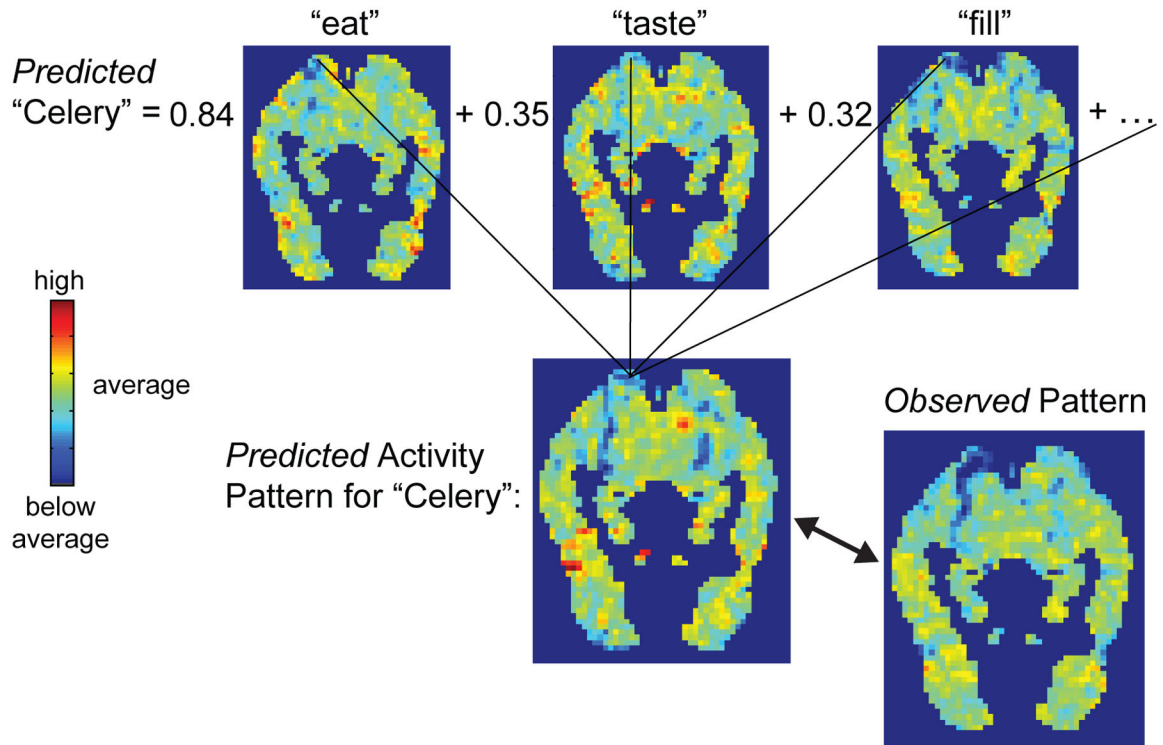 “eat”
“taste”
“fill”
Predicted
“Celery” = 0.84
+ 0.35
+ 0.32
+ ...
high
average
below
average
Predicted Activity
Pattern for “Celery”:
Observed Pattern